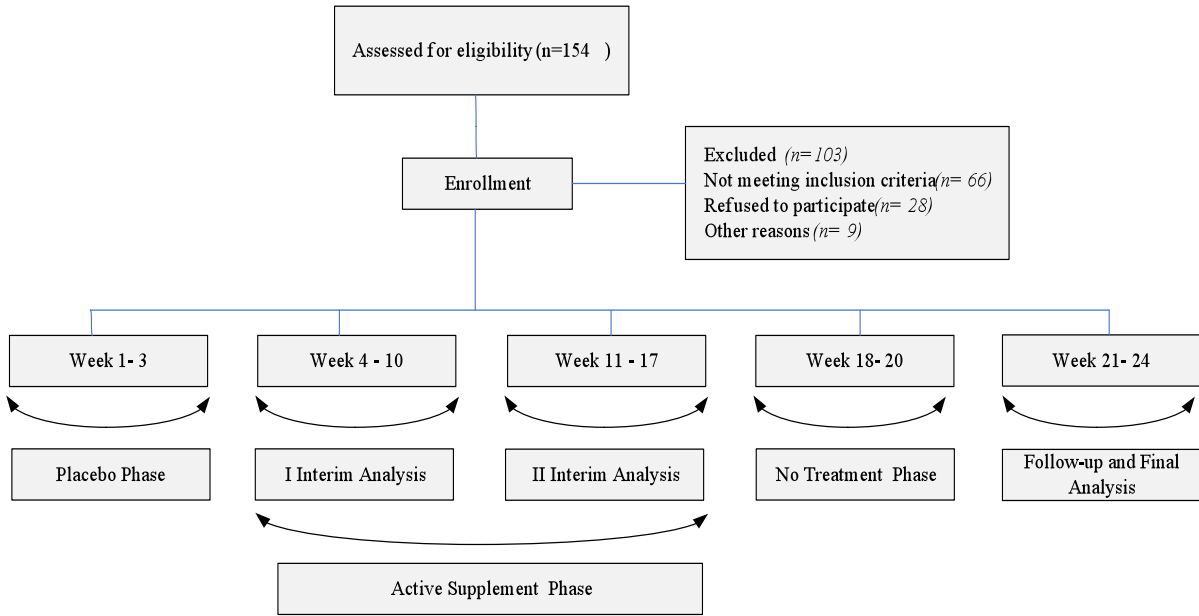 Assessed for eligibility (n=154 )
Enrollment
Excluded (n=103)
Not meeting inclusion criteria(n= 66)
Refused to participate(n= 28)
Other reasons (n= 9)
Week 1- 3
Week 4 - 10
Week 11 - 17
Week 18- 20
Week 21- 24
Placebo Phase
I Interim Analysis
II Interim Analysis
No Treatment Phase
Follow-up and Final
Analysis
Active Supplement Phase